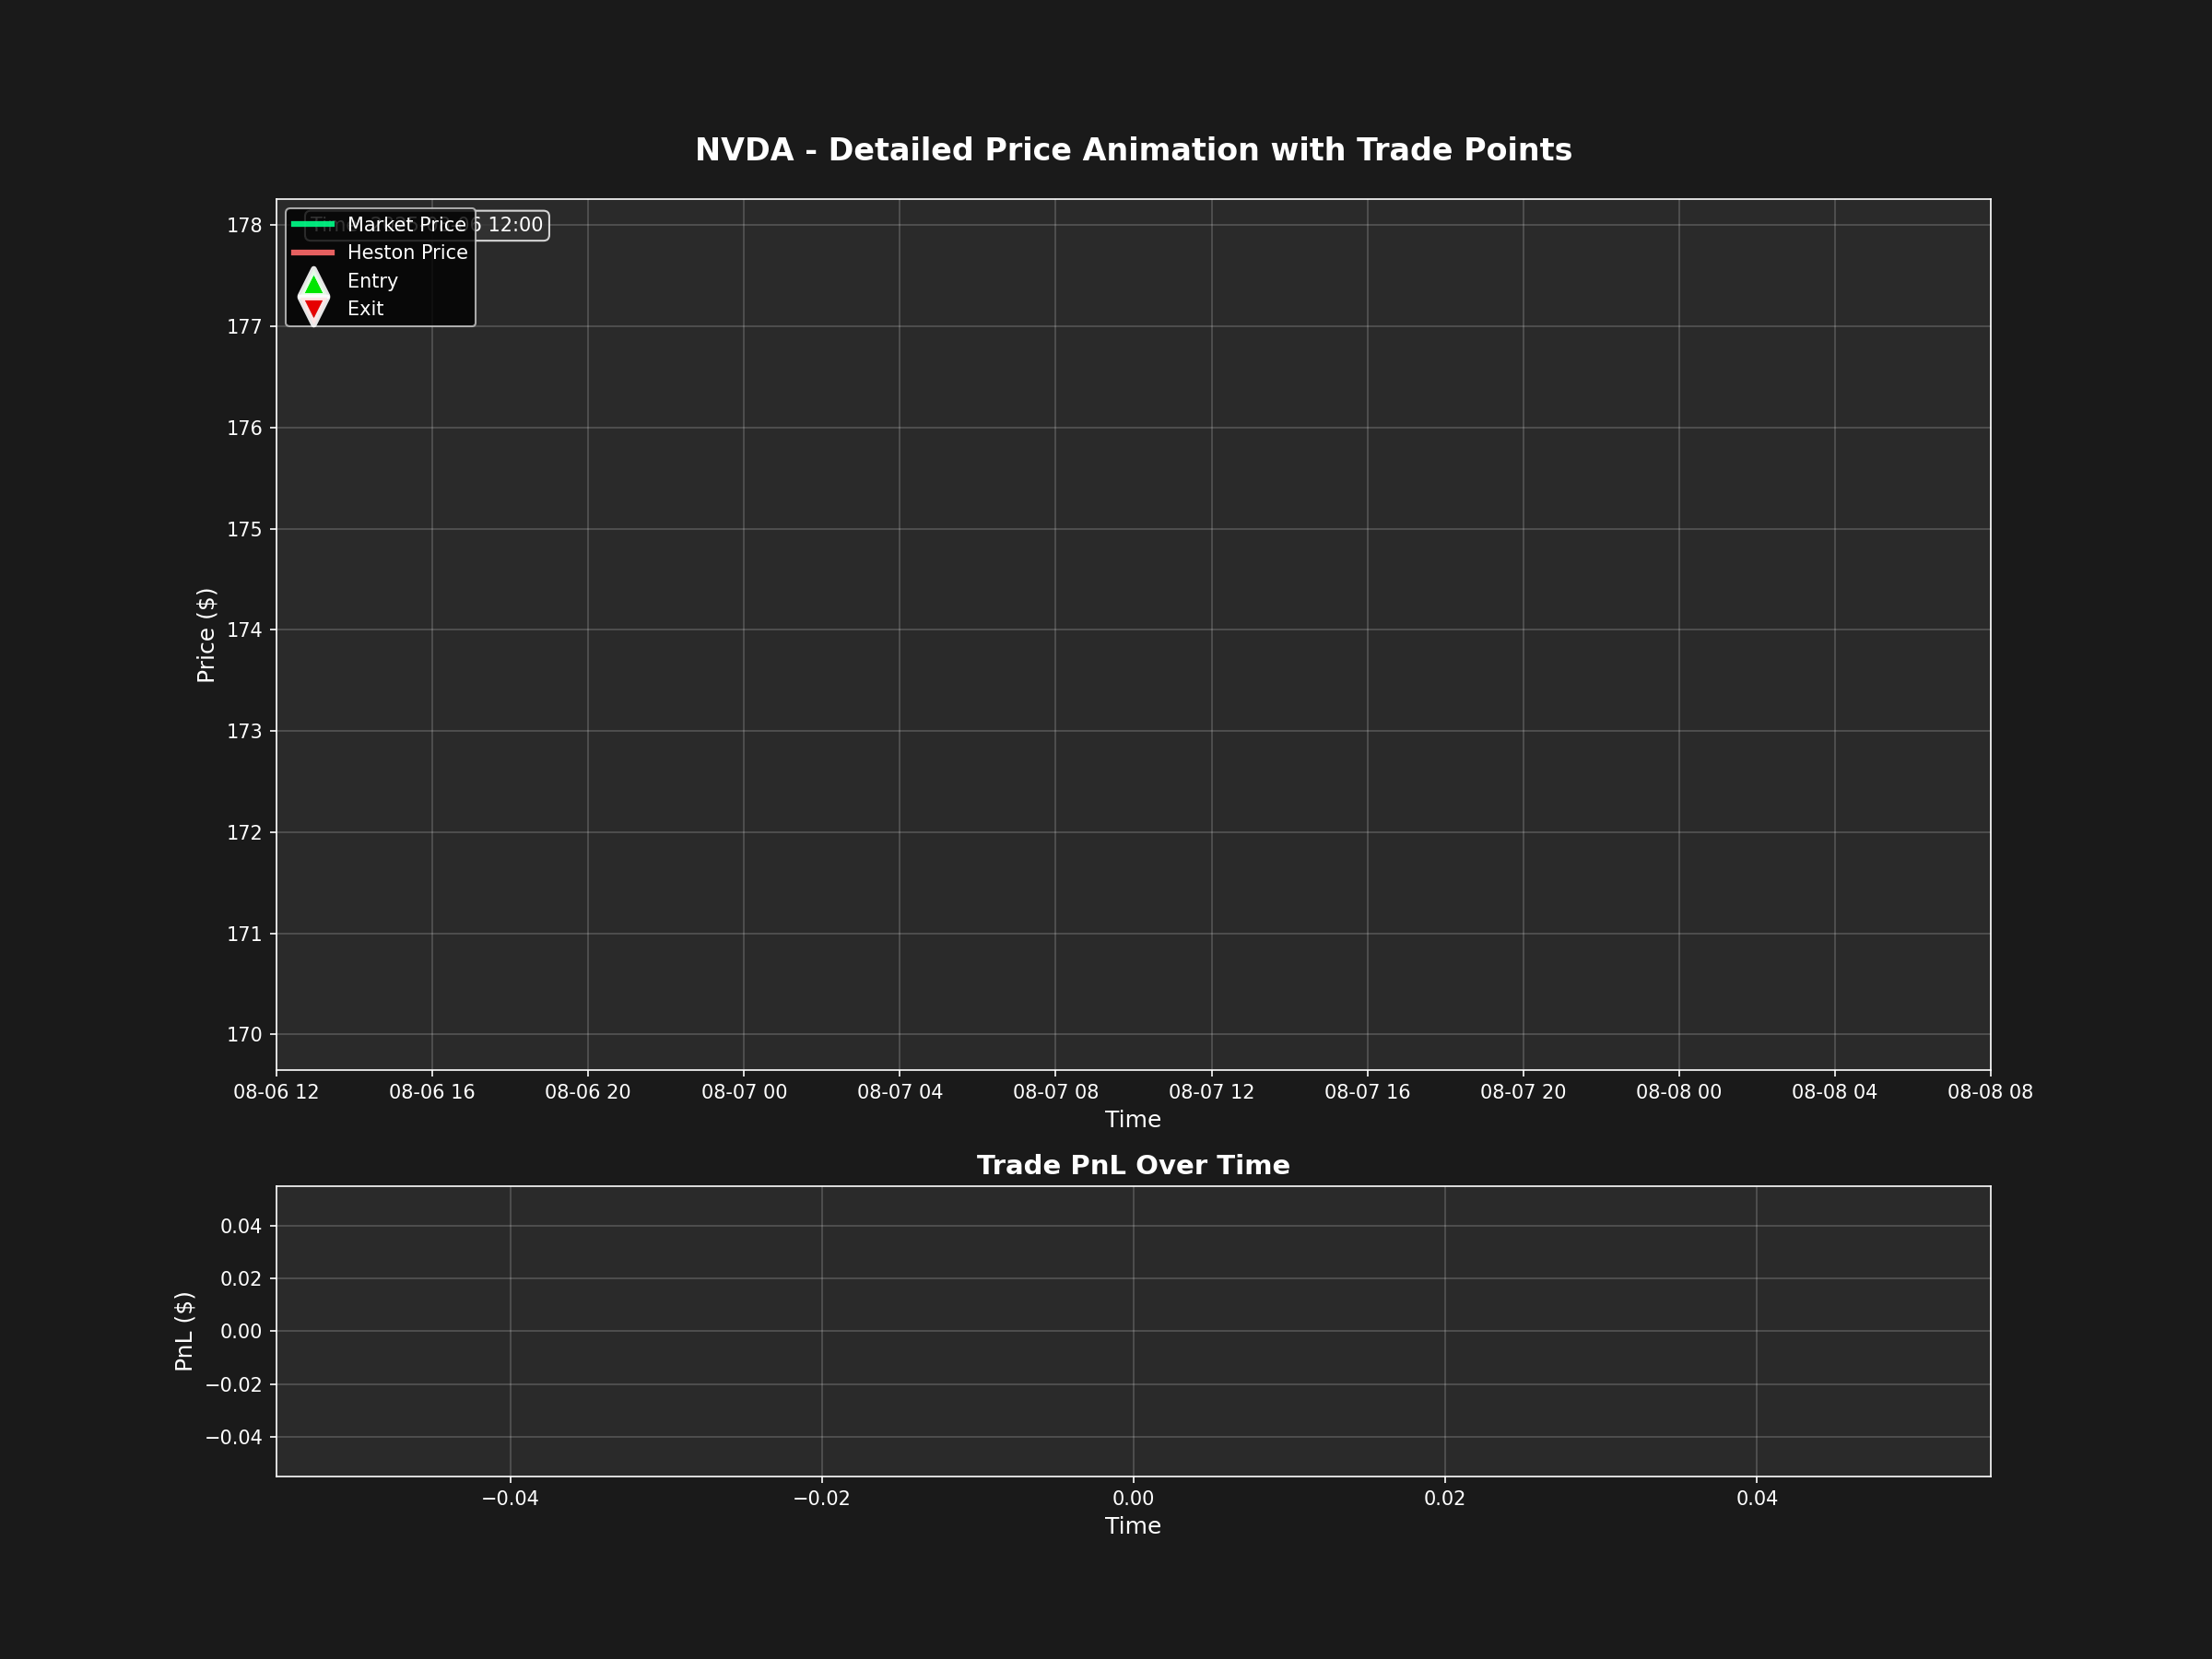 NVDA - Detailed Price Animation with Trade Points
Market Price 6 12:00
Heston Price
Entry
Exit
178
177
176
175
174
173
172
171
170
Price ($)
08-06 12 08-06 16 08-06 20 08-07 00 08-07 04 08-07 08 08-07 12 08-07 16 08-07 20 08-08 00 08-08 04 08-08 08
Time
Trade PnL Over Time
0.04
0.02
0.00
−0.02
−0.04
PnL ($)
−0.04 −0.02 0.00 0.02 0.04
Time